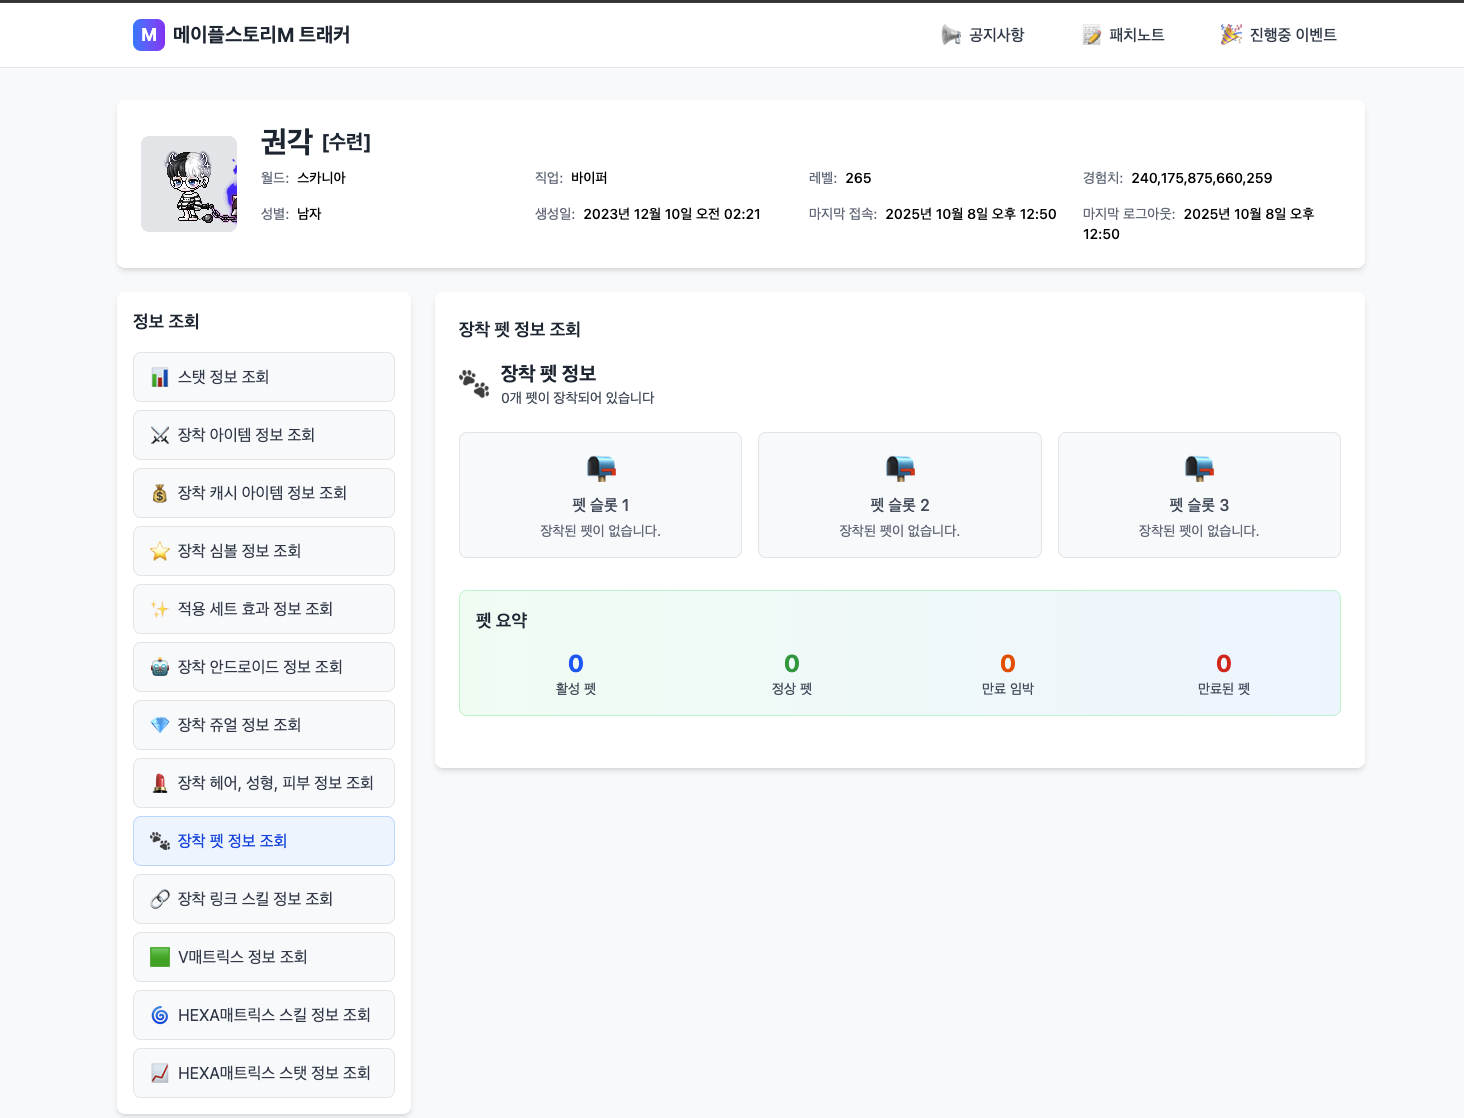 M 메이플스토리M 트래커
공지사항
패치노트
진행중 이벤트
권각 [수련]
월드: 스카니아
직업: 바이퍼
레벨: 265
경험치: 240,175,875,660,259
성별: 남자
생성일: 2023년 12월 10일 오전 02:21
마지막 접속: 2025년 10월 8일 오후 12:50
마지막 로그아웃: 2025년 10월 8일 오후
12:50
정보 조회
스탯 정보 조회
장착 아이템 정보 조회
장착 캐시 아이템 정보 조회
장착 심볼 정보 조회
적용 세트 효과 정보 조회
장착 안드로이드 정보 조회
장착 쥬얼 정보 조회
장착 헤어, 성형, 피부 정보 조회
장착 펫 정보 조회
장착 링크 스킬 정보 조회
V매트릭스 정보 조회
HEXA매트릭스 스킬 정보 조회
HEXA매트릭스 스탯 정보 조회
장착 펫 정보 조회
장착 펫 정보
0개 펫이 장착되어 있습니다
펫 슬롯 1
장착된 펫이 없습니다.
펫 슬롯 2
장착된 펫이 없습니다.
펫 슬롯 3
장착된 펫이 없습니다.
펫 요약
0
활성 펫
0
정상 펫
0
만료 임박
0
만료된 펫